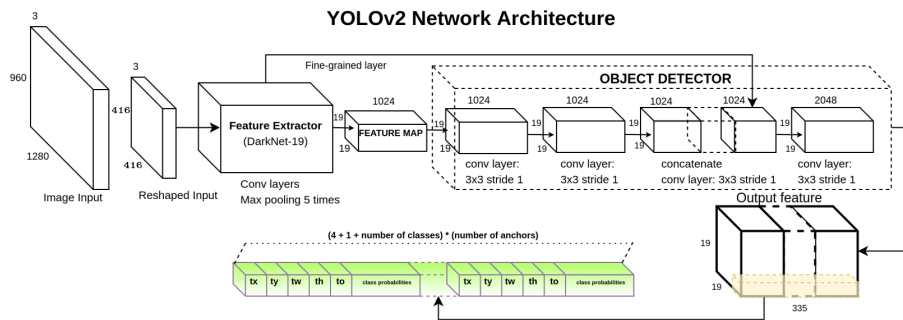 YOLOv2 Network Architecture
3
960
1280
Image Input
3
416
416
Reshaped Input
Feature Extractor
(DarkNet-19)
Conv layers
Max pooling 5 times
Fine-grained layer
1024
19
19
FEATURE MAP
OBJECT DETECTOR
1024
19
19
conv layer:
3x3 stride 1
1024
19
19
conv layer:
3x3 stride 1
1024
1024
19
19
concatenate
conv layer: 3x3 stride 1
2048
19
19
conv layer:
3x3 stride 1
Output feature
19
19
335
(4 + 1 + number of classes) * (number of anchors)
tx ty tw th to class probabilities tx ty tw th to class probabilities